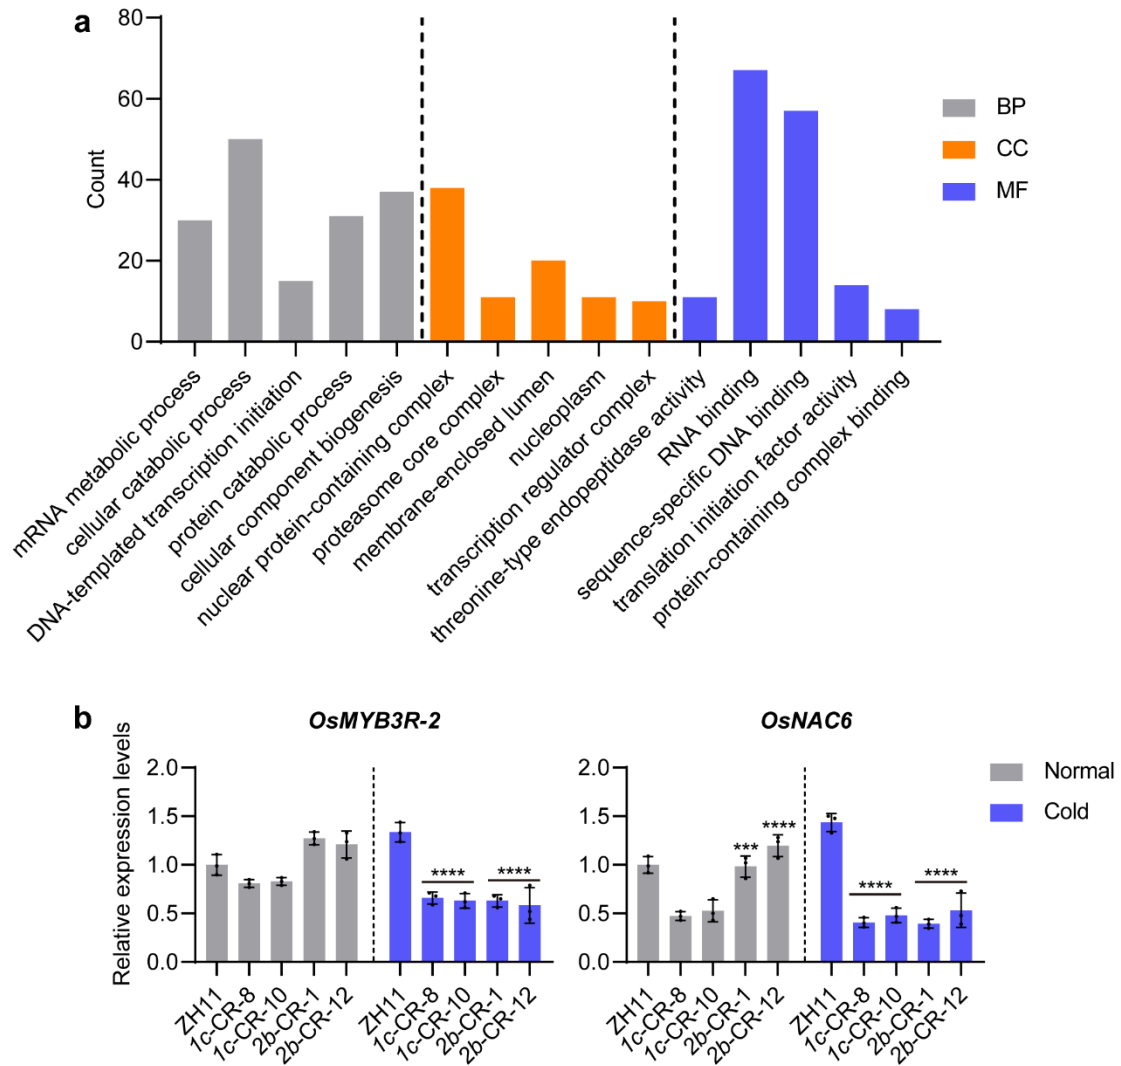 a
80
60
40
20
0
Count
BP
CC
MF
mRNA metabolic process
cellular catabolic process
DNA-templated transcription initiation
protein catabolic process
cellular component biogenesis
nuclear protein-containing complex
proteasome core complex
membrane-enclosed lumen
nucleoplasm
transcription regulator complex
threonine-type endopeptidase activity
RNA binding
sequence-specific DNA binding
translation initiation factor activity
protein-containing complex binding
b
OsMYB3R-2
Relative expression levels
2.0
1.5
1.0
0.5
0.0
****
****
ZH11
1c-CR-8
1c-CR-10
2b-CR-1
2b-CR-12
ZH11
1c-CR-8
1c-CR-10
2b-CR-1
2b-CR-12
OsNAC6
2.0
1.5
1.0
0.5
0.0
***
****
****
****
ZH11
1c-CR-8
1c-CR-10
2b-CR-1
2b-CR-12
ZH11
1c-CR-8
1c-CR-10
2b-CR-1
2b-CR-12
Normal
Cold